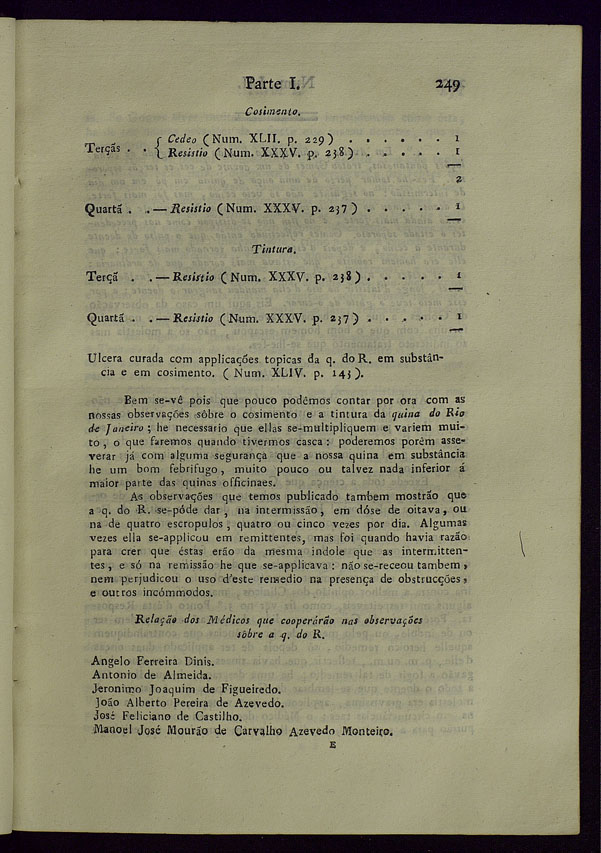 Parte I. 249
Cosimento.
Terçãs . . { Cedeo ( Num. XLII. p. 229 ) . . . . . . 1
Resistio ( Num. XXXV. p. 238 ) . . . . . . 1
2
Quartã . . — Resistio ( Num. XXXV. p. 237 ) . . . . . 1
Tintura.
Terçã . . — Resistio ( Num. XXXV. p. 238 ) . . . . . 1
Quartã . . — Resistio ( Num. XXXV. p. 237 ) . . . . . 1
Ulcera curada com applicações topicas da q. do R. em substân-
cia e em cosimento. ( Num. XLIV. p. 143 ).
Bem se-vê pois que pouco podêmos contar por ora com as
nossas observações sôbre o cosimento e a tintura da quina do Rio
de Janeiro ; he necessario que ellas se-multipliquem e variem mui-
to , o que faremos quando tivermos casca : poderemos porêm asse-
verar já com alguma segurança que a nossa quina em substância
he um bom febrifugo , muito pouco ou talvez nada inferior á
maior parte das quinas officinaes.
As observações que temos publicado tambem mostrão que
a q. do R. se-póde dar , na intermissão , em dóse de oitava , ou
na de quatro escropulos , quatro ou cinco vezes por dia. Algumas
vezes ella se-applicou em remittentes, mas foi quando havia razão
para crer que éstas erão da mesma indole que as intermitten-
tes , e só na remissão he que se-applicava : não se-receou tambem ,
nem perjudicou o uso d'este remedio na presença de obstrucções ,
e outros incómmodos.
Relação dos Médicos que cooperárão nas observações
sôbre a q. do R.
Angelo Ferreira Dinis.
Antonio de Almeida.
Jeronimo Joaquim de Figueiredo.
João Alberto Pereira de Azevedo.
José Feliciano de Castilho.
Manoel José Mourão de Carvalho Azevedo Monteiro.
E